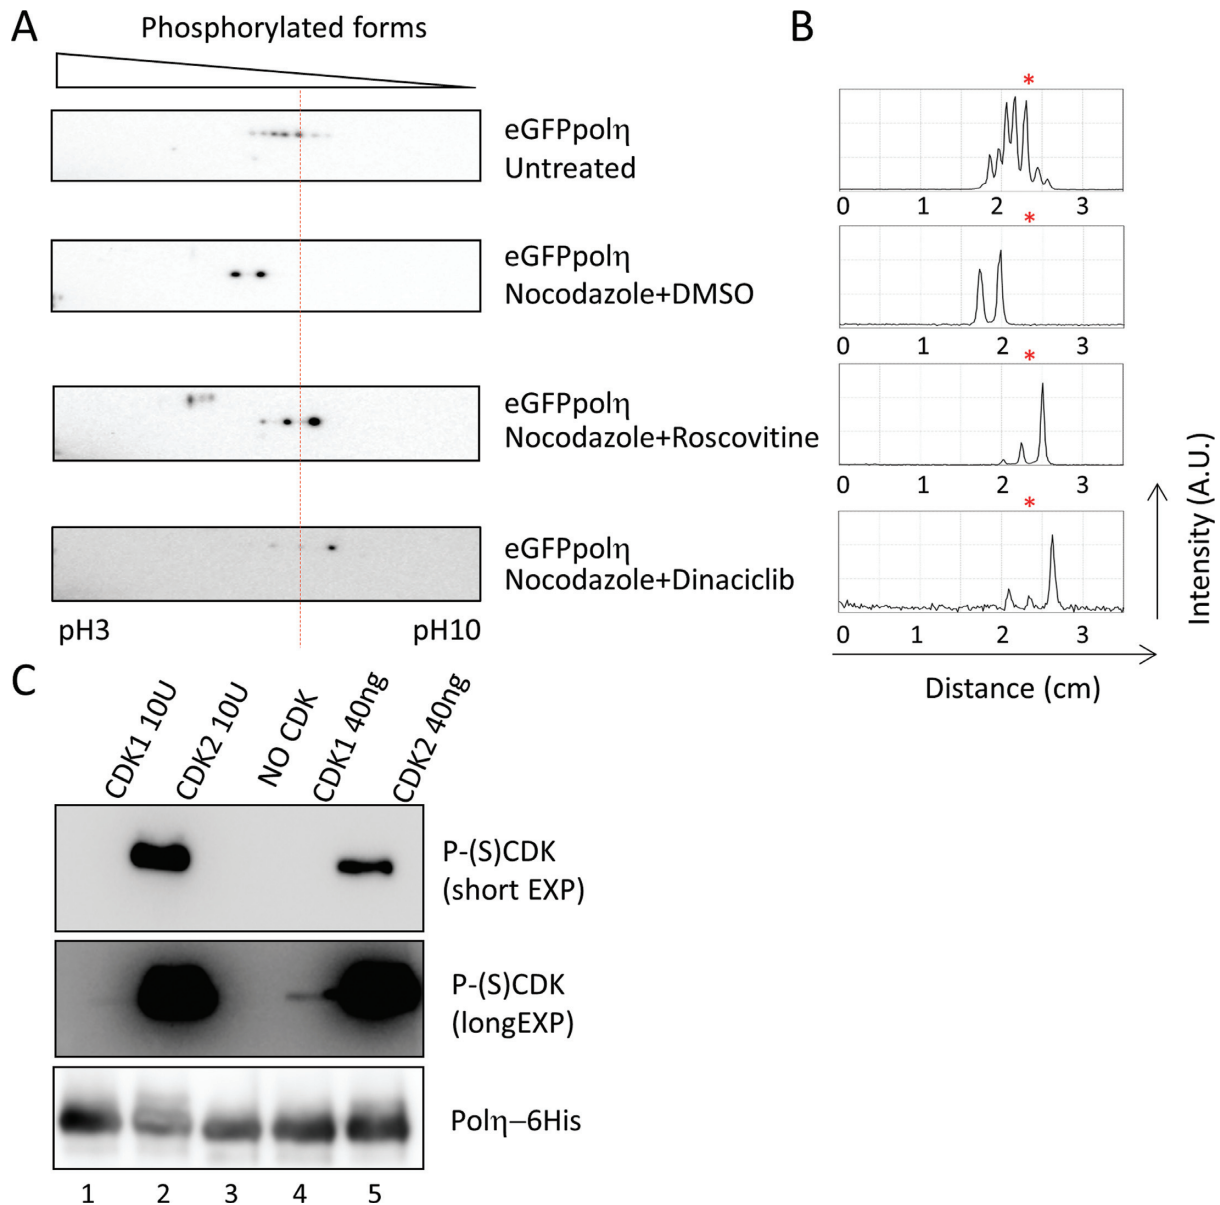 A
Phosphorylated forms
eGFPpolη
Untreated
eGFPpolη
Nocodazole+DMSO
eGFPpolη
Nocodazole+Roscovitine
eGFPpolη
Nocodazole+Dinaciclib
pH3
pH10
B
*
0 1 2 3
*
0 1 2 3
*
0 1 2 3
*
0 1 2 3
Distance (cm)
Intensity (A.U.)
C
CDK1 10U
CDK2 10U
NO CDK
CDK1 40ng
CDK2 40ng
P-(S)CDK
(short EXP)
P-(S)CDK
(longEXP)
Polη–6His
1 2 3 4 5